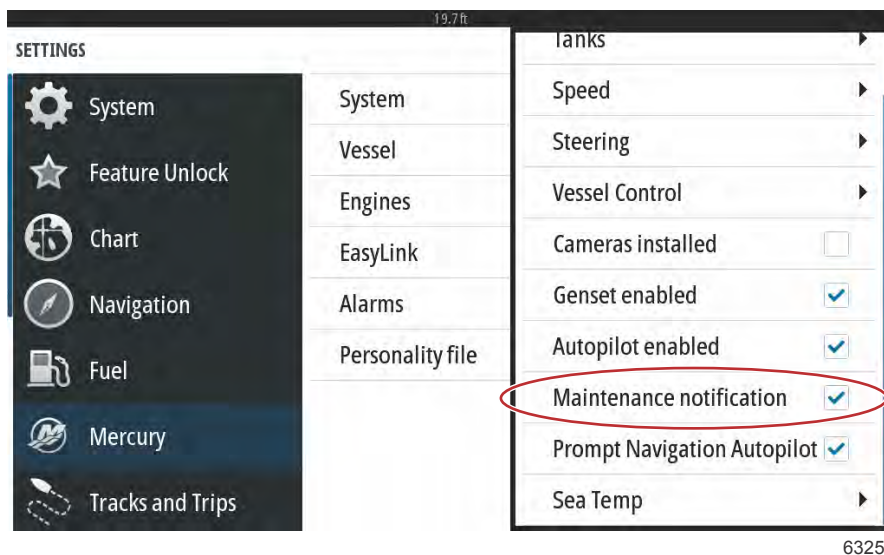 19.7 ft
SETTINGS
System
Feature Unlock
Chart
Navigation
Fuel
Mercury
Tracks and Trips
System
Vessel
Engines
EasyLink
Alarms
Personality file
Tanks
Speed
Steering
Vessel Control
Cameras installed
Genset enabled
Autopilot enabled
Maintenance notification
Prompt Navigation Autopilot
Sea Temp
6325